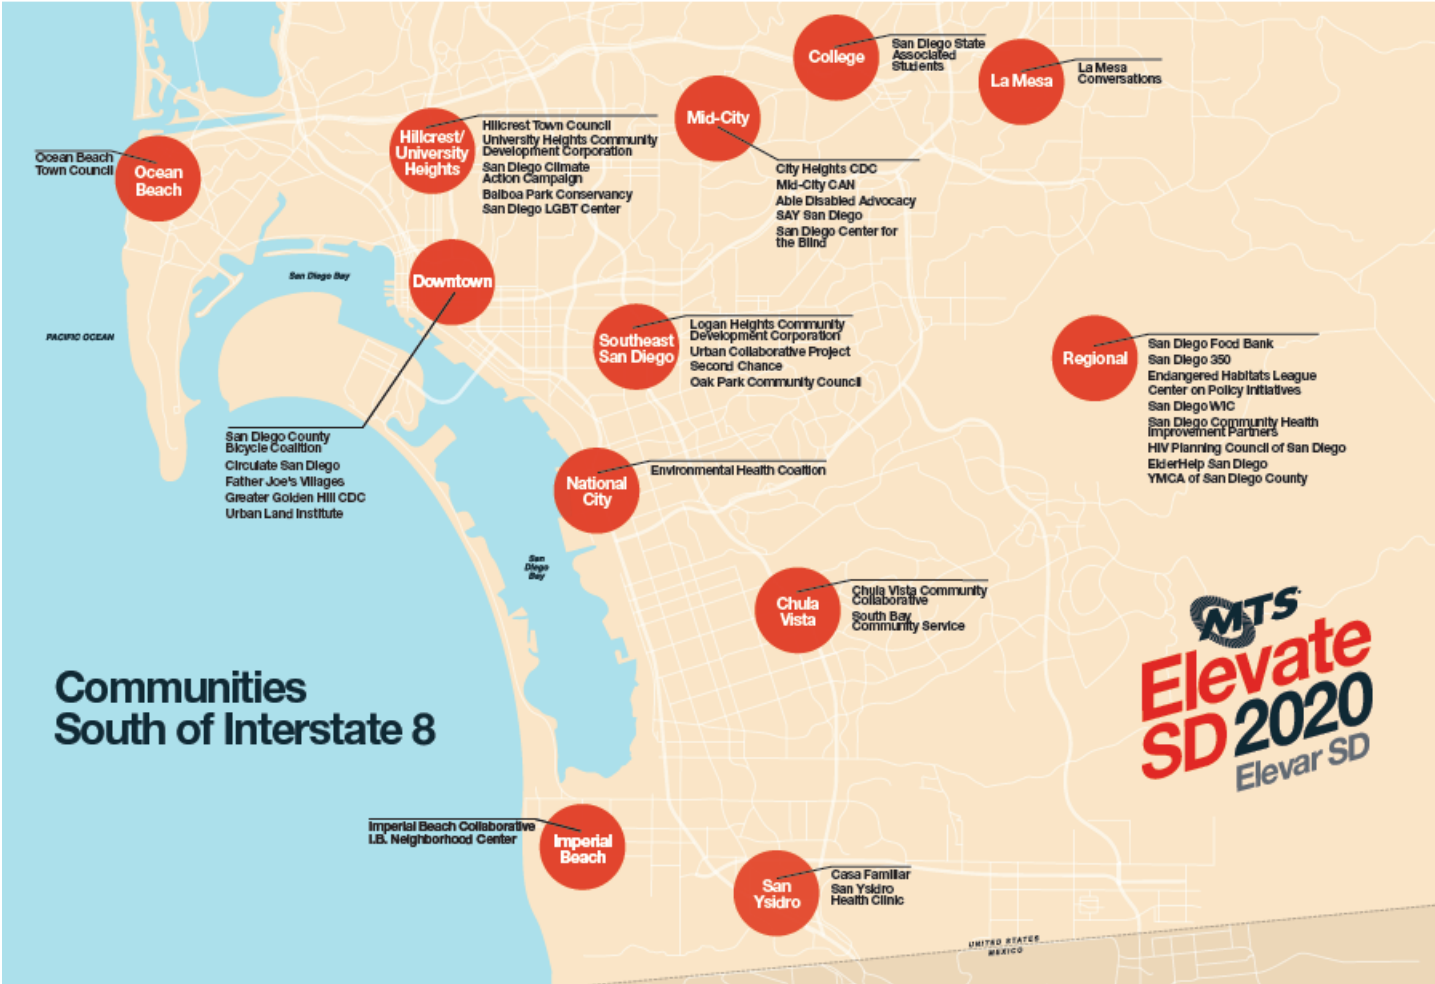 College
San Diego State
Associated
Students
La Mesa
La Mesa
Conversations
Mid-City
City Heights CDC
Mid-City CAN
Able Disabled Advocacy
SAY San Diego
San Diego Center for
the Blind
Hillcrest/
University
Heights
Hillcrest Town Council
University Heights Community
Development Corporation
San Diego Climate
Action Campaign
Balboa Park Conservancy
San Diego LGBT Center
Ocean Beach
Town Council
Ocean
Beach
San Diego Bay
Downtown
San Diego County
Bicycle Coalition
Circulate San Diego
Father Joe's Villages
Greater Golden Hill CDC
Urban Land Institute
PACIFIC OCEAN
Southeast
San Diego
Logan Heights Community
Development Corporation
Urban Collaborative Project
Second Chance
Oak Park Community Council
Regional
San Diego Food Bank
San Diego 350
Endangered Habitats League
Center on Policy Initiatives
San Diego WIC
San Diego Community Health
Improvement Partners
HIV Planning Council of San Diego
ElderHelp San Diego
YMCA of San Diego County
National
City
Environmental Health Coalition
San
Diego
Bay
Chula
Vista
Chula Vista Community
Collaborative
South Bay
Community Service
Communities
South of Interstate 8
MTS
Elevate
SD 2020
Elevar SD
Imperial Beach Collaborative
I.B. Neighborhood Center
Imperial
Beach
San
Ysidro
Casa Familiar
San Ysidro
Health Clinic
UNITED STATES
MEXICO